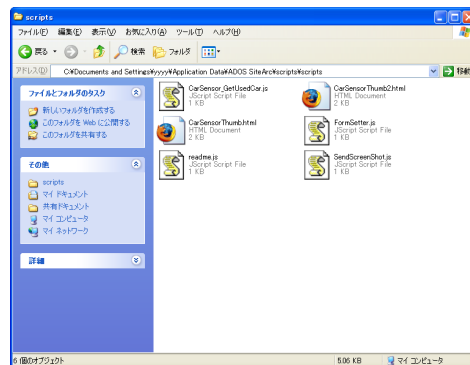 scripts
ファイル(F) 編集(E) 表示(V) お気に入り(A) ツール(T) ヘルプ(H)
戻る 検索 フォルダ
アドレス(D) C:¥Documents and Settings¥yyyy¥Application Data¥ADOS SiteArc¥scripts¥scripts 移動
ファイルとフォルダのタスク
新しいフォルダを作成する
このフォルダを Web に公開する
このフォルダを共有する
その他
scripts
マイ ドキュメント
共有ドキュメント
マイ コンピュータ
マイ ネットワーク
詳細
CarSensor_GetUsedCar.js
JScript Script File
1 KB
CarSensorThumb2.html
HTML Document
2 KB
CarSensorThumb.html
HTML Document
2 KB
FormSetter.js
JScript Script File
1 KB
readme.js
JScript Script File
1 KB
SendScreenShot.js
JScript Script File
1 KB
6 個のオブジェクト 5.06 KB マイ コンピュータ